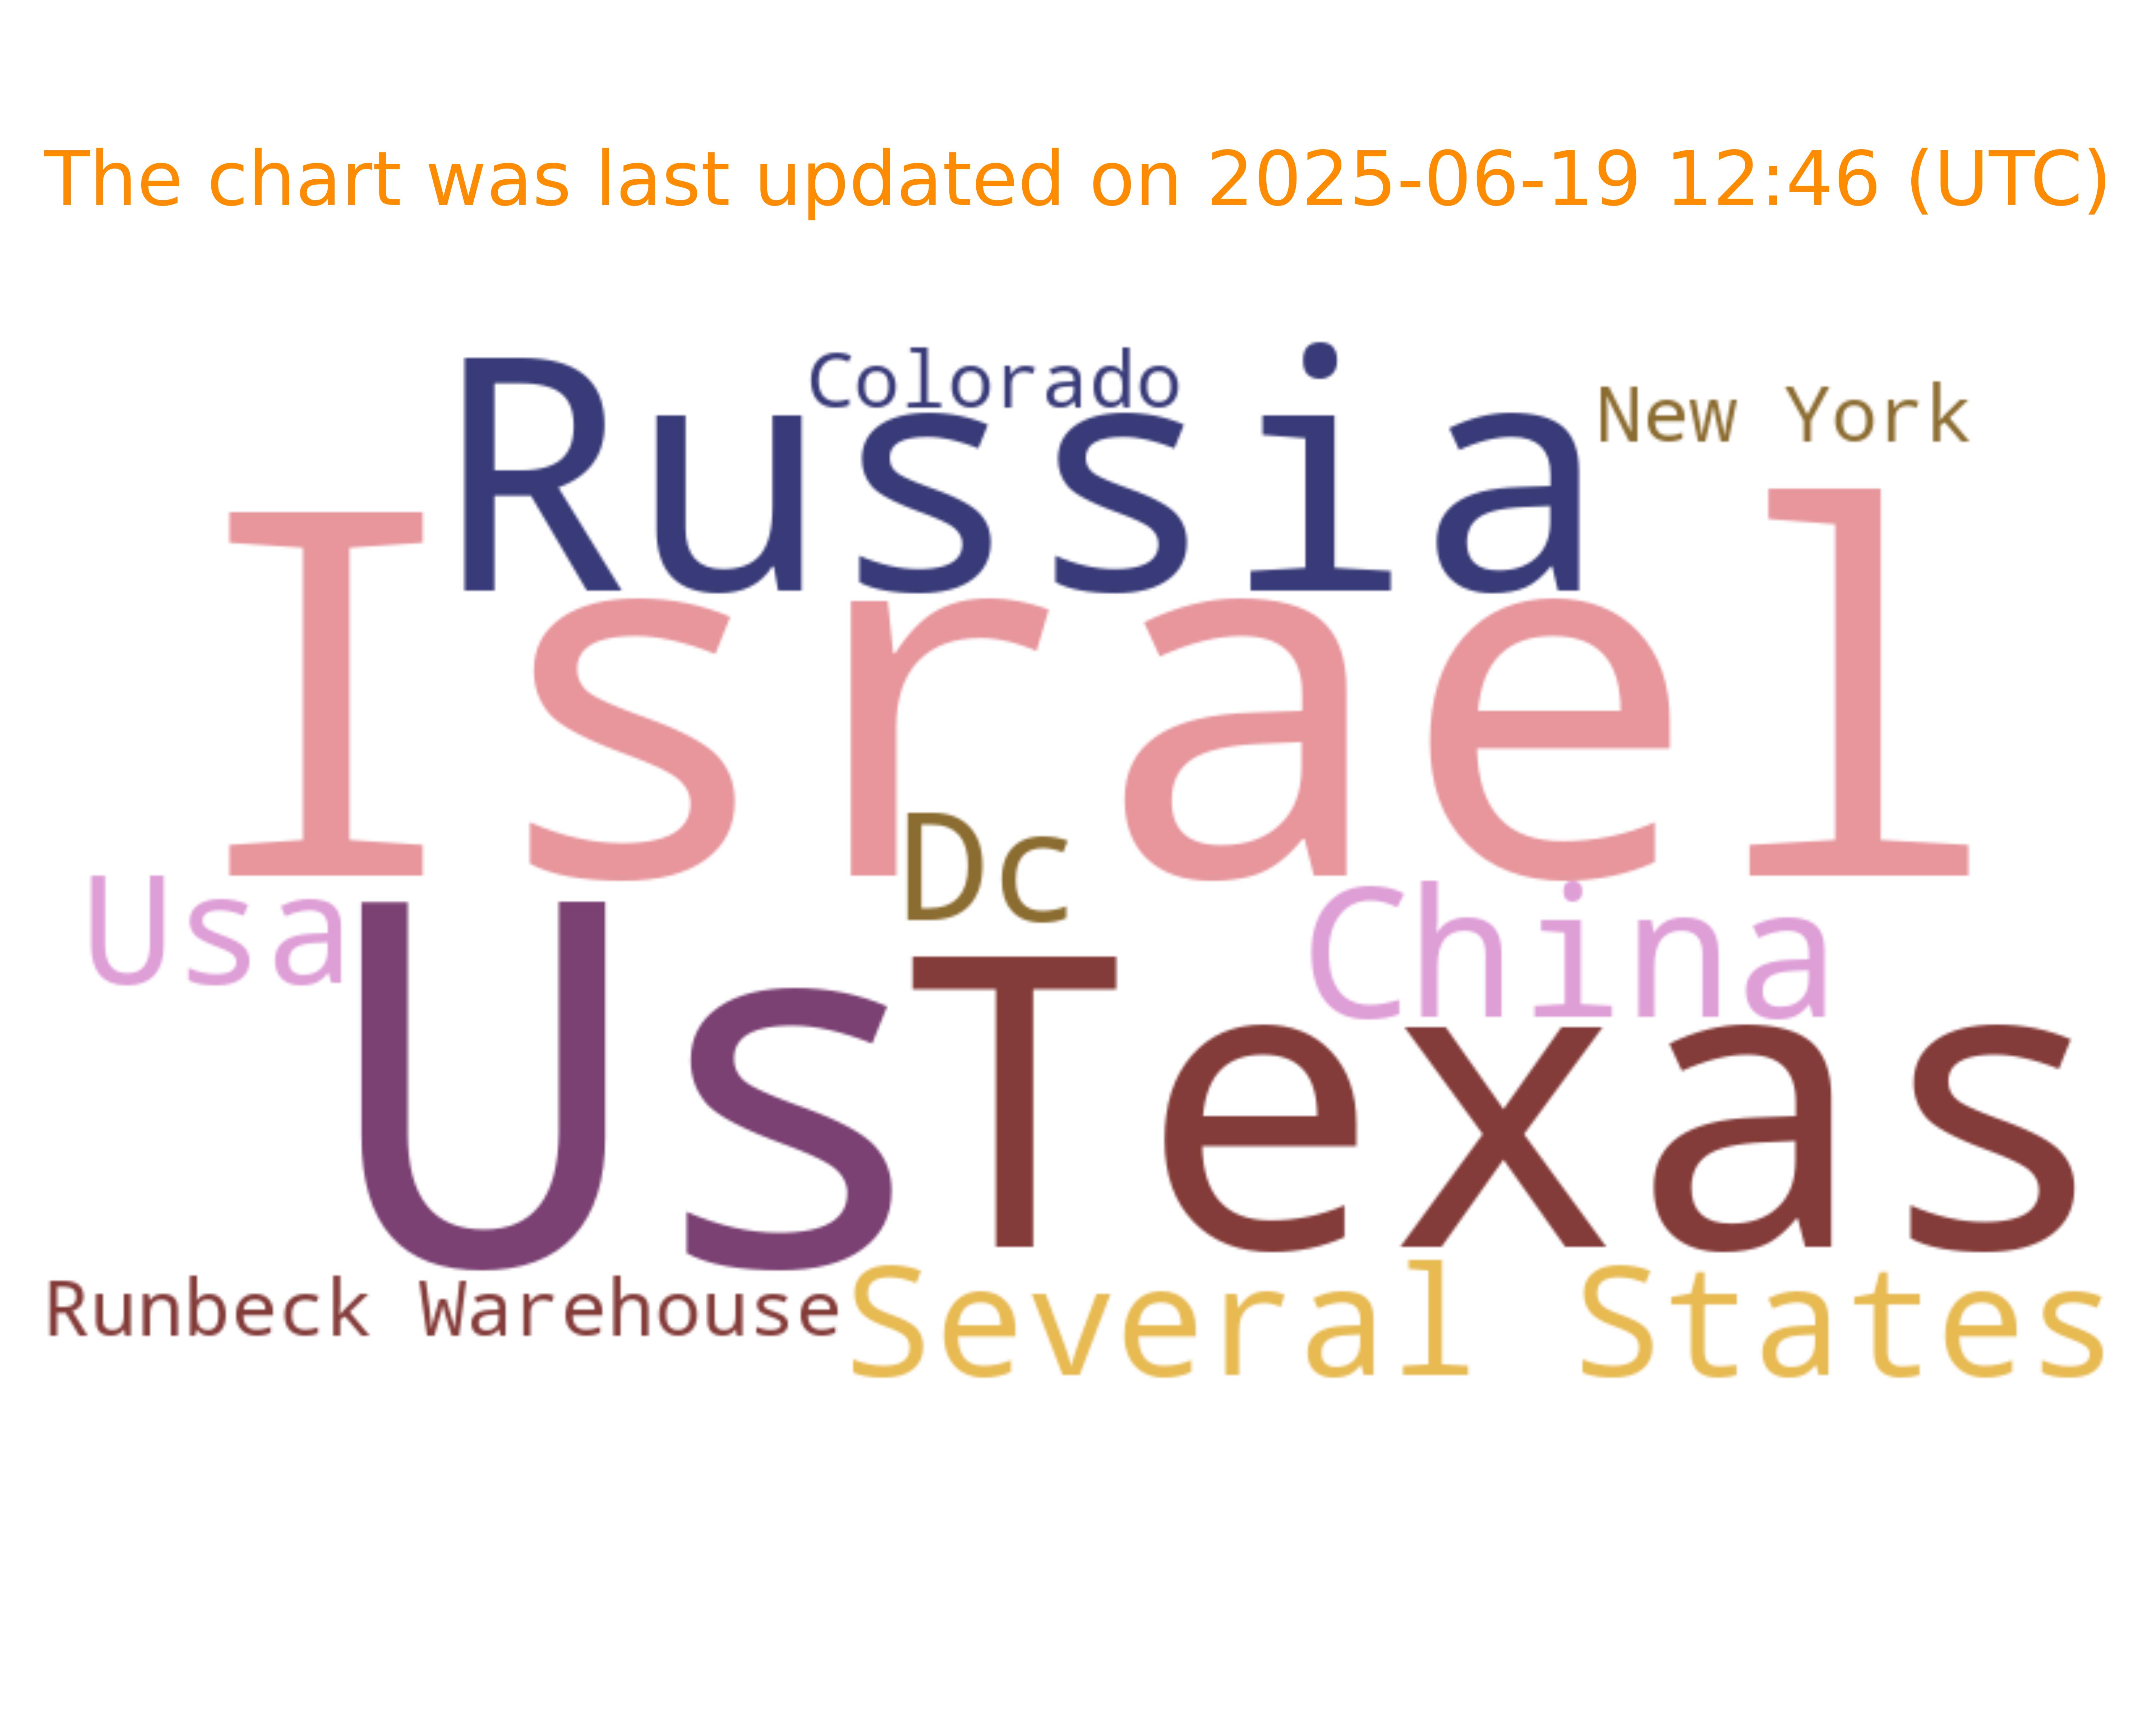 The chart was last updated on 2025-06-19 12:46 (UTC)
Colorado
New York
Russia
Israel
Dc
Usa
China
Us
Texas
Runbeck Warehouse
Several States